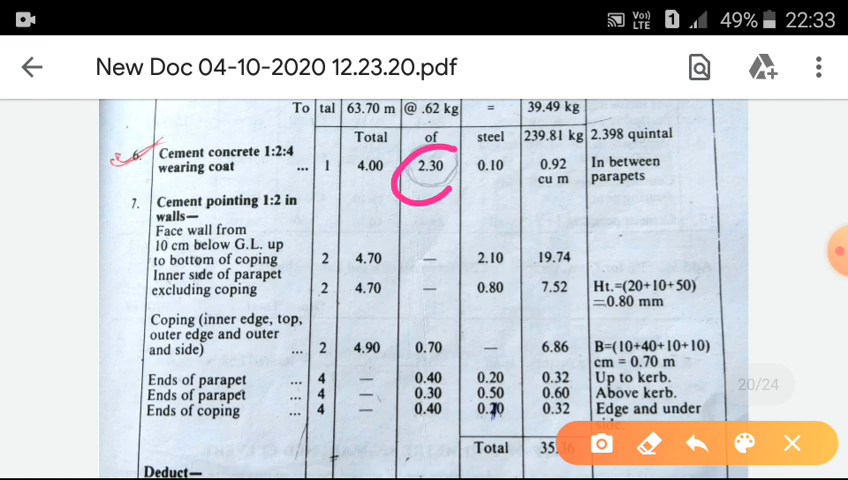 Vo))
LTE
1
49%
22:33
New Doc 04-10-2020 12.23.20.pdf
To tal 63.70 m @ .62 kg = 39.49 kg
Total of steel 239.81 kg 2.398 quintal
6. Cement concrete 1:2:4
wearing coat ... 1 4.00 2.30 0.10 0.92 cu m In between parapets
7. Cement pointing 1:2 in
walls—
Face wall from
10 cm below G.L. up
to bottom of coping 2 4.70 — 2.10 19.74
Inner side of parapet
excluding coping 2 4.70 — 0.80 7.52 Ht.=(20+10+50)
=0.80 mm
Coping (inner edge, top,
outer edge and outer
and side) ... 2 4.90 0.70 — 6.86 B=(10+40+10+10)
cm = 0.70 m
Ends of parapet ... 4 — 0.40 0.20 0.32 Up to kerb.
Ends of parapet ... 4 — 0.30 0.50 0.60 Above kerb.
Ends of coping ... 4 — 0.40 0.32 Edge and under
side.
Total
20/24
Deduct—